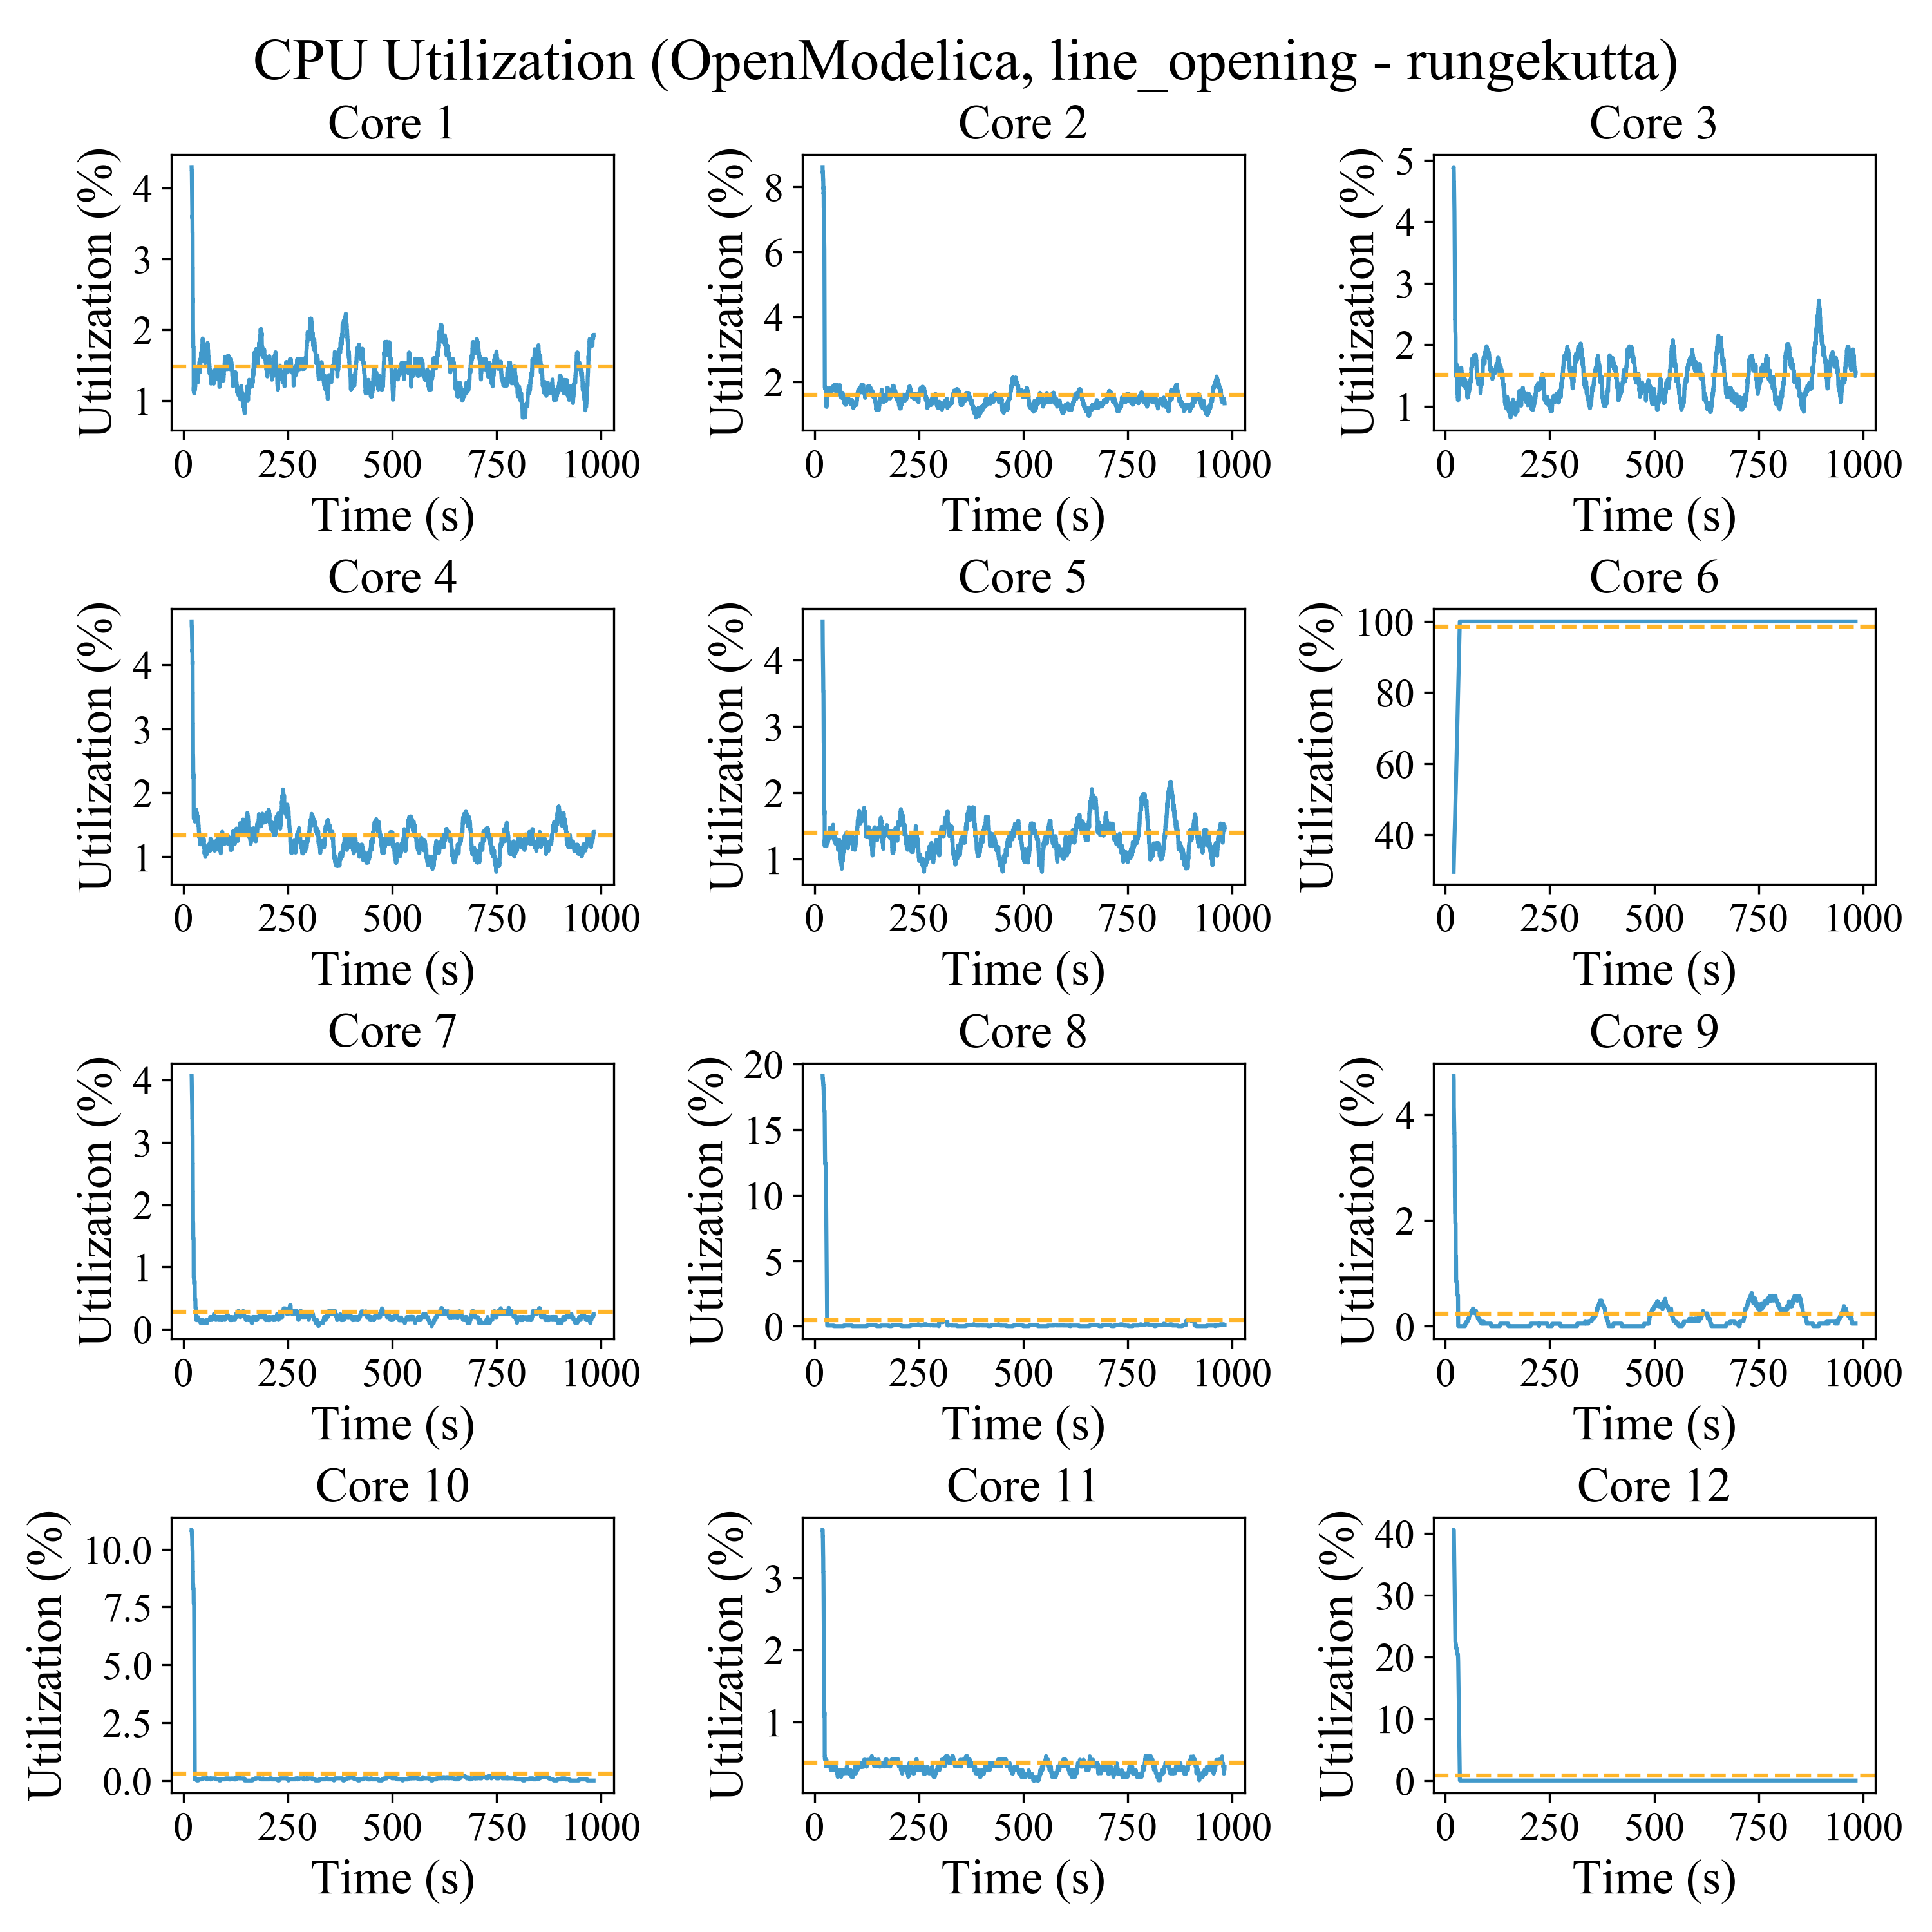 CPU Utilization (OpenModelica, line_opening - rungekutta)
Core 1
Core 2
Core 3
Utilization (%)
4
3
2
1
0 250 500 750 1000
Time (s)
Utilization (%)
8
6
4
2
0 250 500 750 1000
Time (s)
Utilization (%)
5
4
3
2
1
0 250 500 750 1000
Time (s)
Core 4
Core 5
Core 6
Utilization (%)
4
3
2
1
0 250 500 750 1000
Time (s)
Utilization (%)
4
3
2
1
0 250 500 750 1000
Time (s)
Utilization (%)
100
80
60
40
0 250 500 750 1000
Time (s)
Core 7
Core 8
Core 9
Utilization (%)
4
3
2
1
0
0 250 500 750 1000
Time (s)
Utilization (%)
20
15
10
5
0
0 250 500 750 1000
Time (s)
Utilization (%)
4
2
0
0 250 500 750 1000
Time (s)
Core 10
Core 11
Core 12
Utilization (%)
10.0
7.5
5.0
2.5
0.0
0 250 500 750 1000
Time (s)
Utilization (%)
3
2
1
0 250 500 750 1000
Time (s)
Utilization (%)
40
30
20
10
0
0 250 500 750 1000
Time (s)